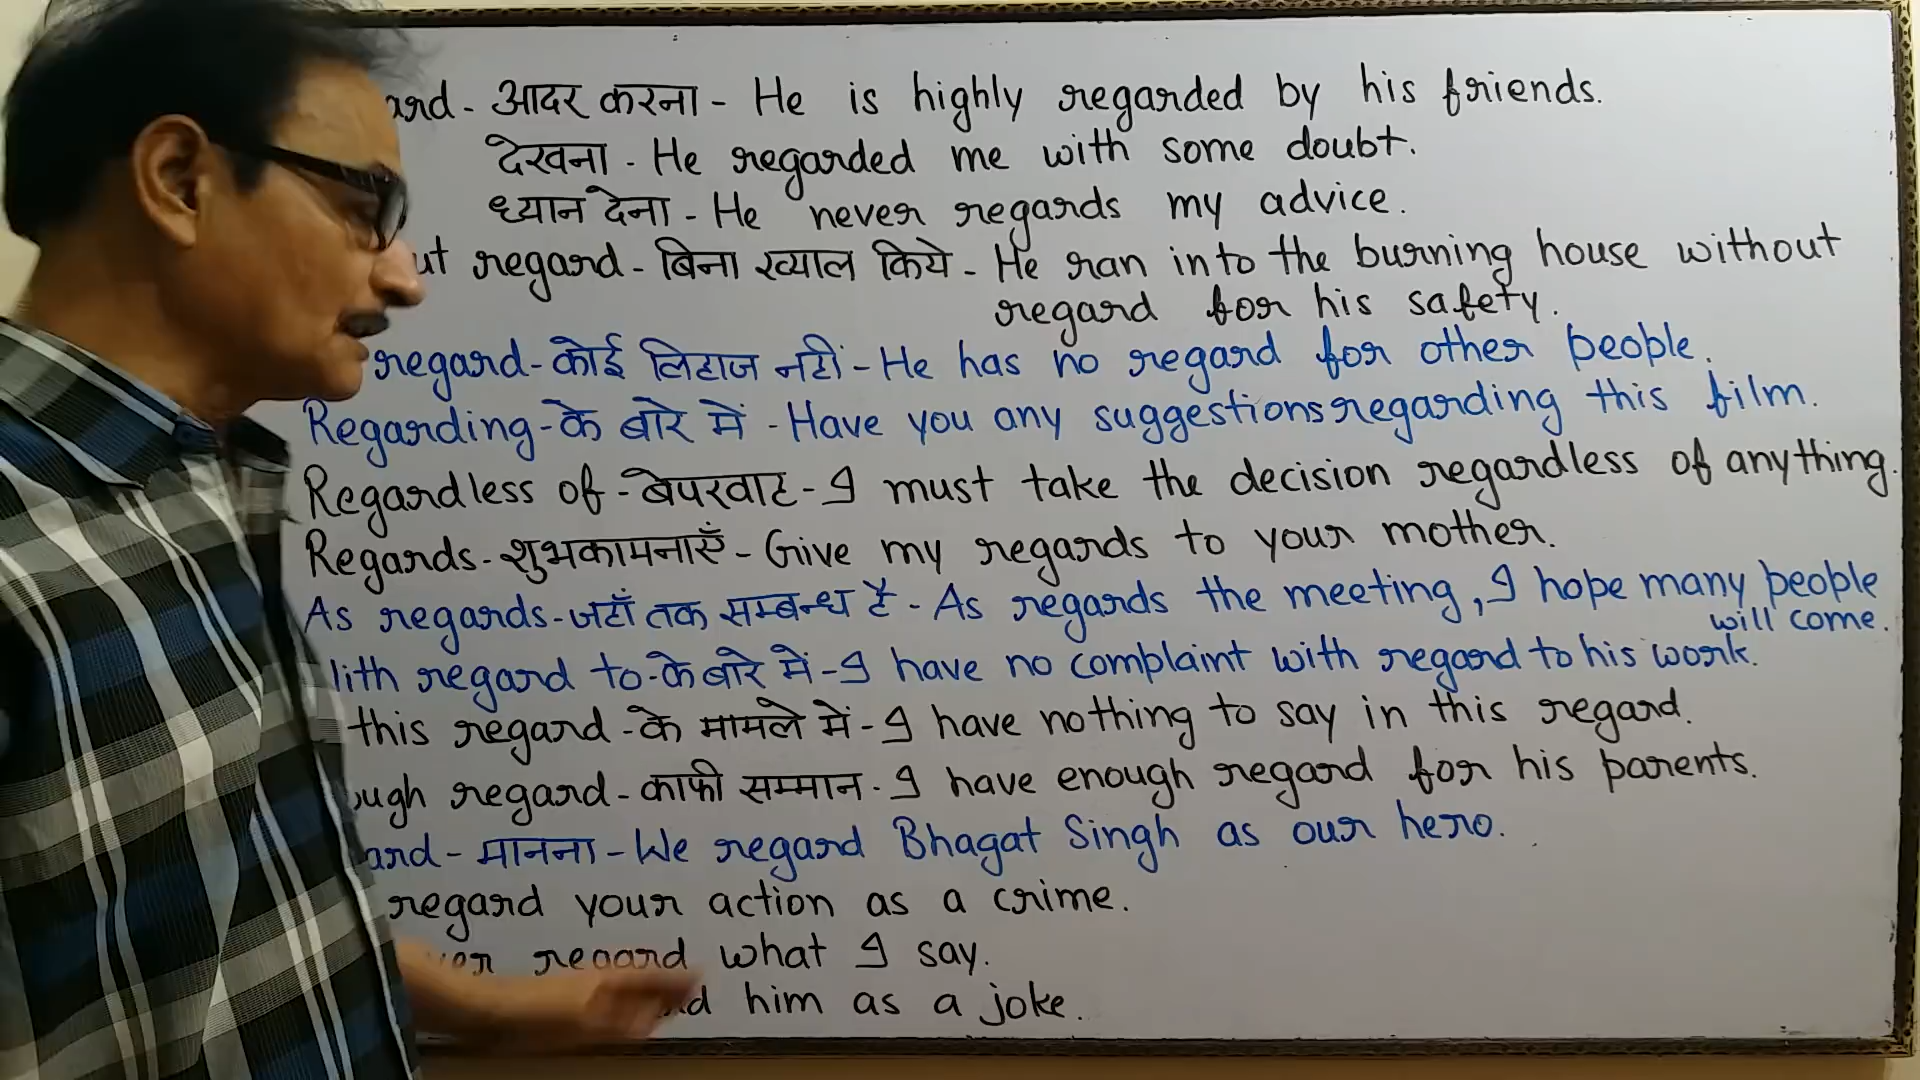 आदर करना - He is highly regarded by his friends.
देखना - He regarded me with some doubt.
ध्यान देना - He never regards my advice.
regard - बिना ख्याल किये - He ran into the burning house without
regard for his safety.
regard - कोई लिहाज नहीं - He has no regard for other people.
Regarding - के बारे में - Have you any suggestions regarding this film.
Regardless of - बेपरवाह - I must take the decision regardless of anything.
Regards - शुभकामनाएँ - Give my regards to your mother.
As regards - जहाँ तक सम्बन्ध है - As regards the meeting, I hope many people
will come.
regard to - के बारे में - I have no complaint with regard to his work.
this regard - के मामले में - I have nothing to say in this regard.
regard - काफी सम्मान - I have enough regard for his parents.
मानना - We regard Bhagat Singh as our hero.
regard your action as a crime.
regard what I say.
him as a joke.